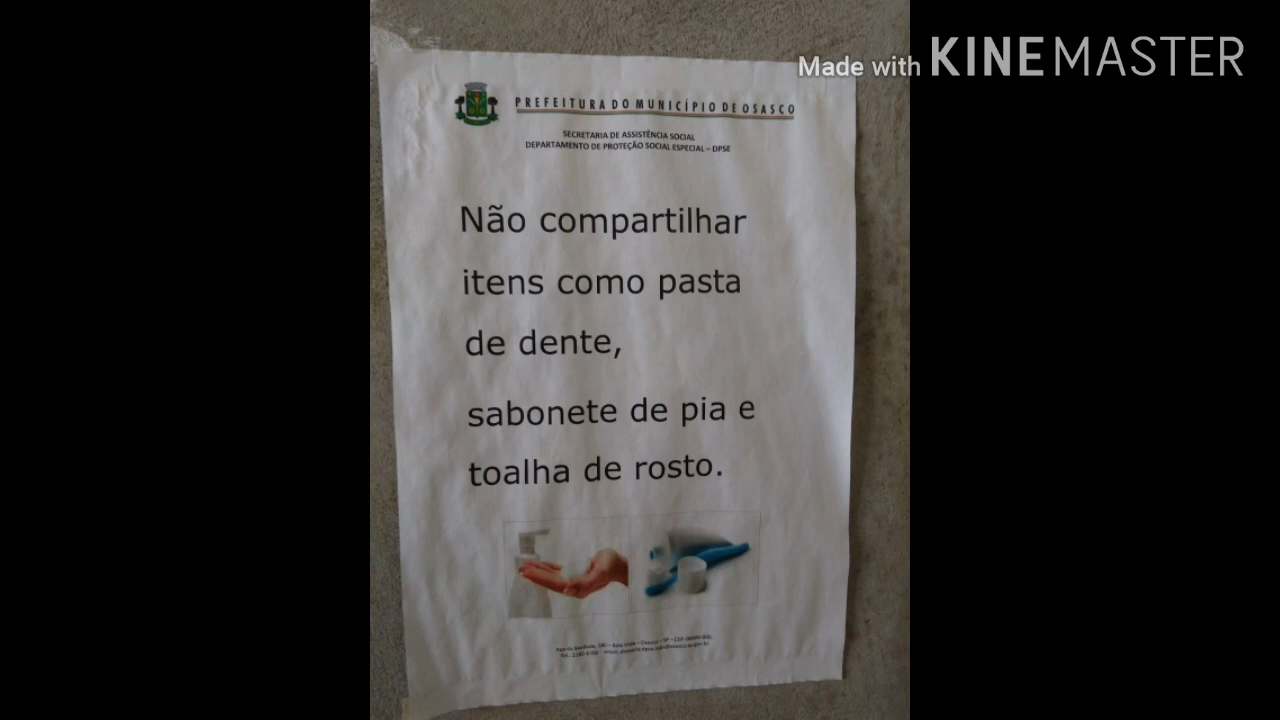 Made with KINEMASTER
PREFEITURA DO MUNICÍPIO DE OSASCO
SECRETARIA DE ASSISTÊNCIA SOCIAL
DEPARTAMENTO DE PROTEÇÃO SOCIAL ESPECIAL – DPSE
Não compartilhar
itens como pasta
de dente,
sabonete de pia e
toalha de rosto.